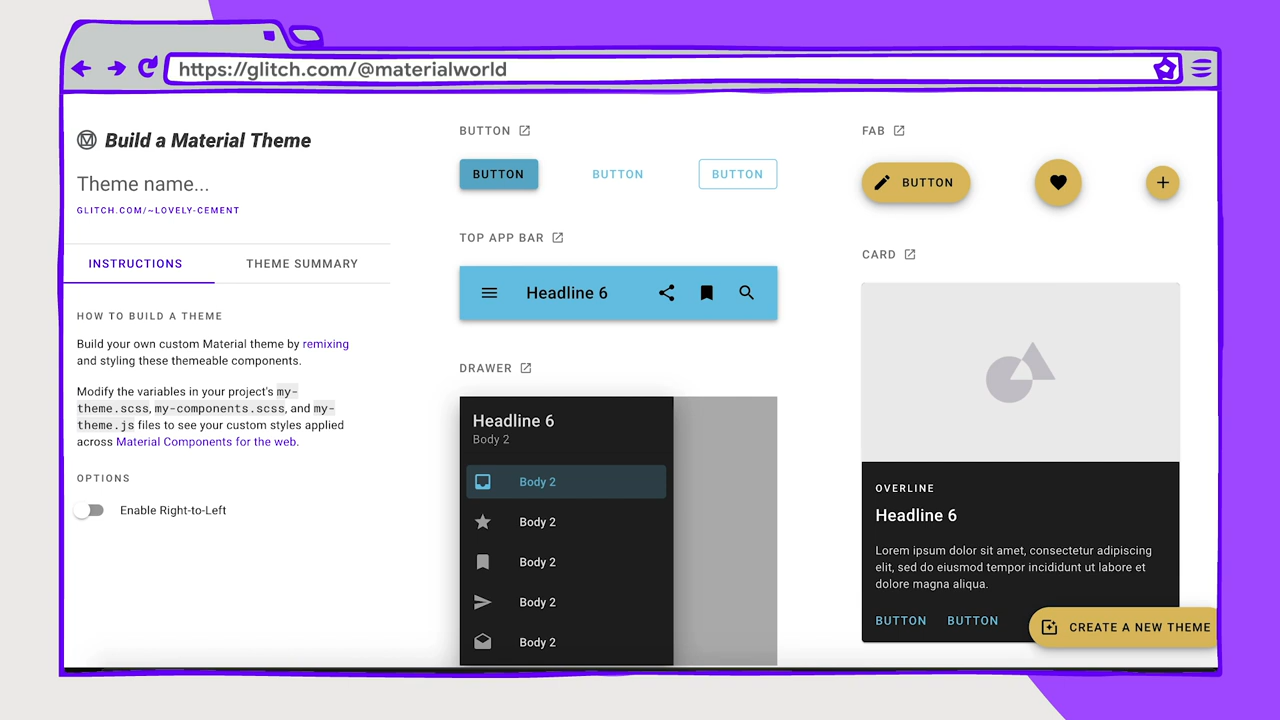 https://glitch.com/@materialworld
Build a Material Theme
Theme name...
GLITCH.COM/~LOVELY-CEMENT
INSTRUCTIONS
THEME SUMMARY
HOW TO BUILD A THEME
Build your own custom Material theme by remixing
and styling these themeable components.
Modify the variables in your project's my-
theme.scss, my-components.scss, and my-
theme.js files to see your custom styles applied
across Material Components for the web.
OPTIONS
Enable Right-to-Left
BUTTON
BUTTON
BUTTON
BUTTON
TOP APP BAR
Headline 6
DRAWER
Headline 6
Body 2
Body 2
Body 2
Body 2
Body 2
Body 2
FAB
BUTTON
CARD
OVERLINE
Headline 6
Lorem ipsum dolor sit amet, consectetur adipiscing
elit, sed do eiusmod tempor incididunt ut labore et
dolore magna aliqua.
BUTTON
BUTTON
CREATE A NEW THEME